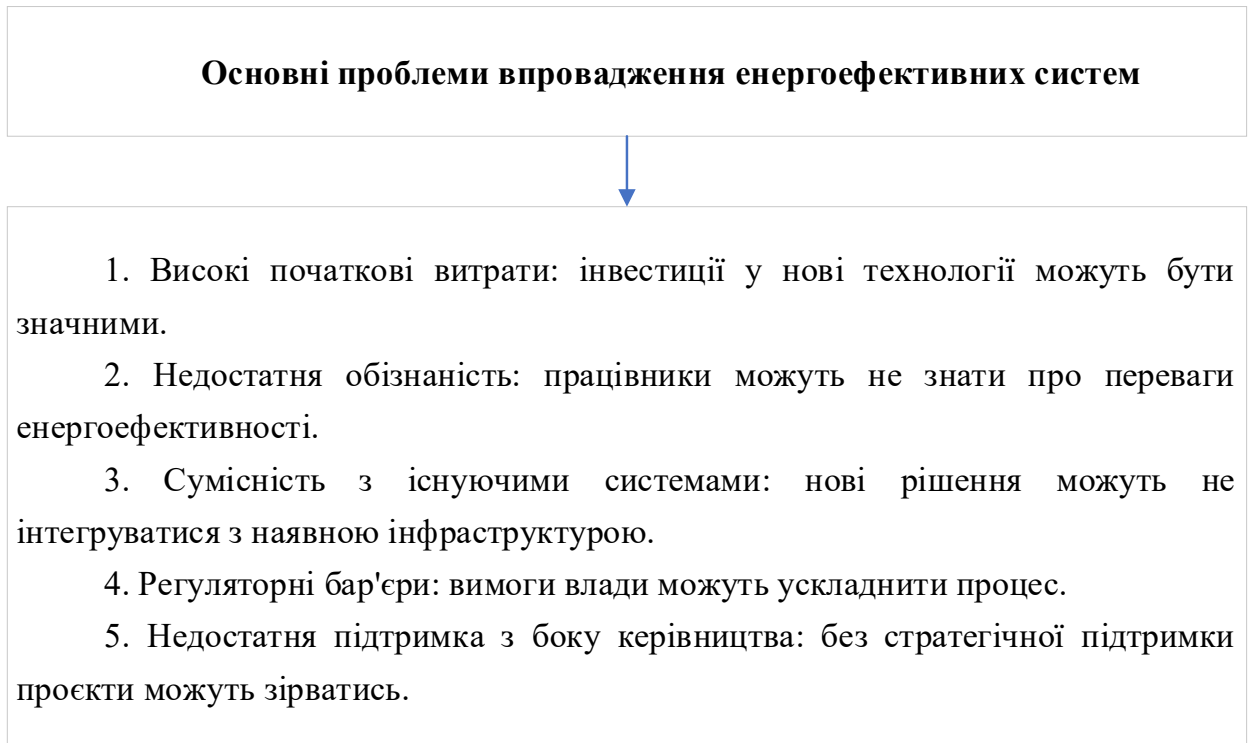 Основні проблеми впровадження енергоефективних систем
1. Високі початкові витрати: інвестиції у нові технології можуть бути
значними.
2. Недостатня обізнаність: працівники можуть не знати про переваги
енергоефективності.
3. Сумісність з існуючими системами: нові рішення можуть не
інтегруватися з наявною інфраструктурою.
4. Регуляторні бар'єри: вимоги влади можуть ускладнити процес.
5. Недостатня підтримка з боку керівництва: без стратегічної підтримки
проєкти можуть зірватись.